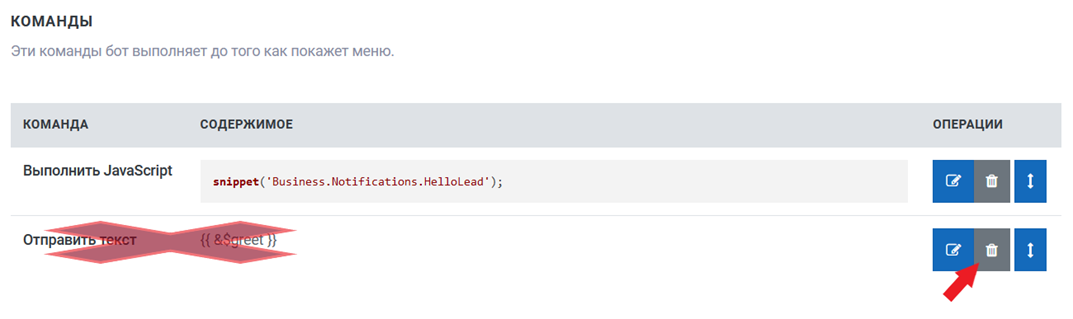 КОМАНДЫ
Эти команды бот выполняет до того как покажет меню.
КОМАНДА СОДЕРЖИМОЕ ОПЕРАЦИИ
Выполнить JavaScript snippet('Business.Notifications.HelloLead');
Отправить текст {{ &$greet }}